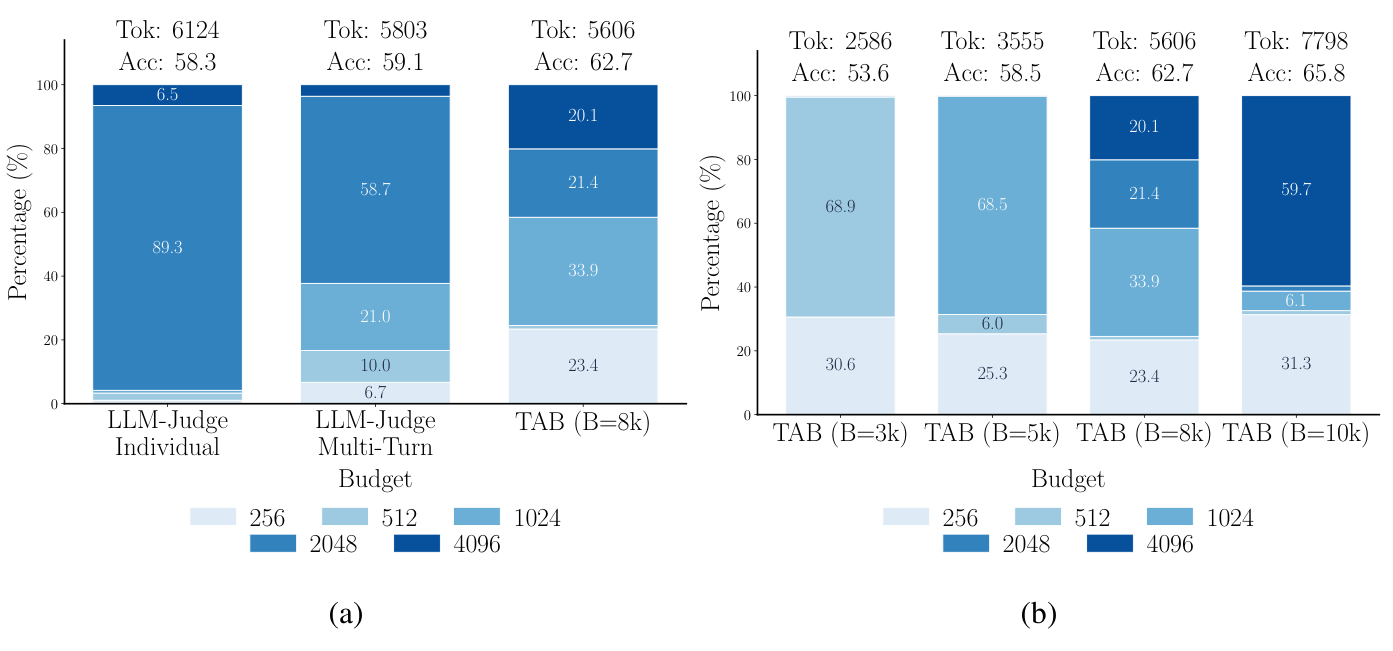 Tok: 6124
Acc: 58.3
Tok: 5803
Acc: 59.1
Tok: 5606
Acc: 62.7
Percentage (%)
100
80
60
40
20
0
6.5
89.3
58.7
21.0
10.0
6.7
20.1
21.4
33.9
23.4
LLM-Judge
Individual
LLM-Judge
Multi-Turn
TAB (B=8k)
Budget
256
512
1024
2048
4096
(a)
Tok: 2586
Acc: 53.6
Tok: 3555
Acc: 58.5
Tok: 5606
Acc: 62.7
Tok: 7798
Acc: 65.8
Percentage (%)
100
80
60
40
20
0
68.9
30.6
68.5
6.0
25.3
20.1
21.4
33.9
23.4
59.7
6.1
31.3
TAB (B=3k)
TAB (B=5k)
TAB (B=8k)
TAB (B=10k)
Budget
256
512
1024
2048
4096
(b)